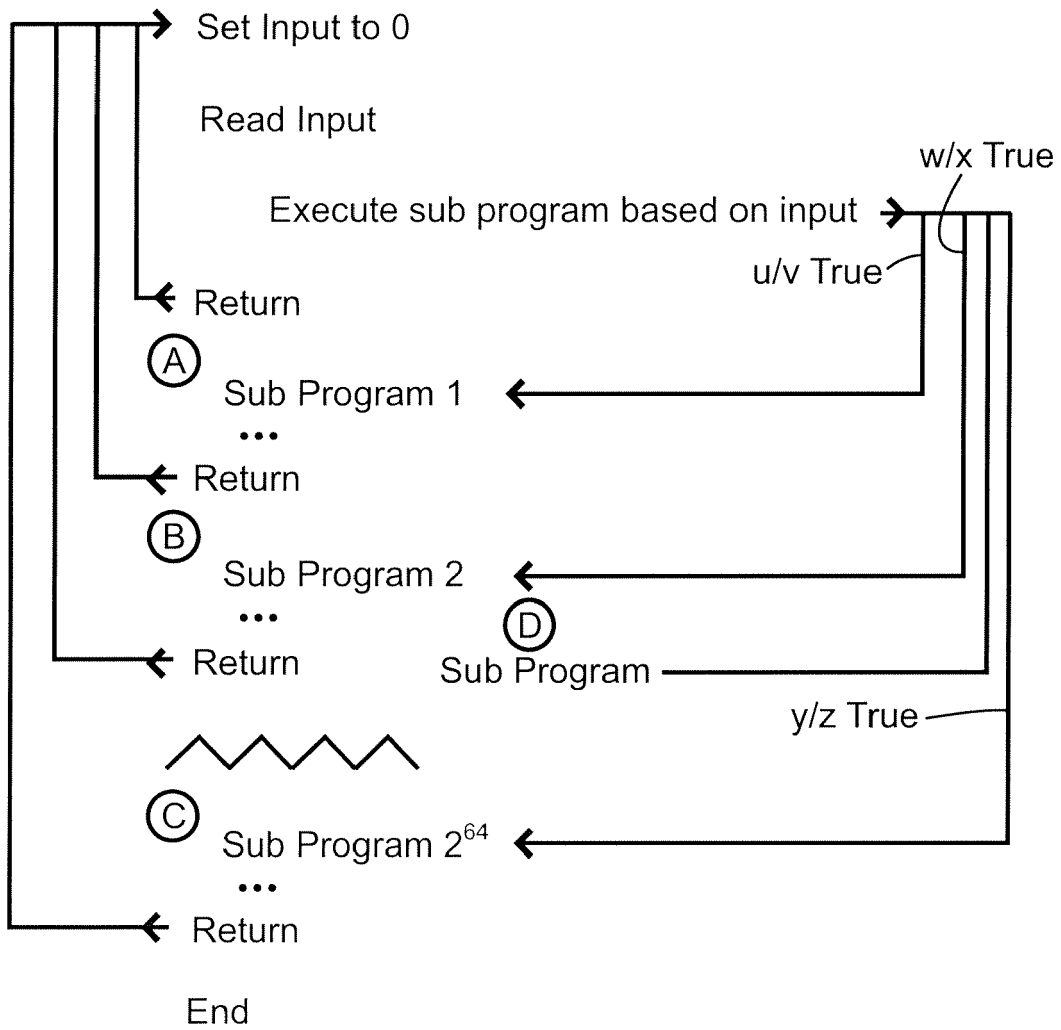 Set Input to 0
Read Input
w/x True
Execute sub program based on input
u/v True
Return
A
Sub Program 1
...
Return
B
Sub Program 2
...
D
Return
Sub Program
y/z True
C
Sub Program 2^64
...
Return
End